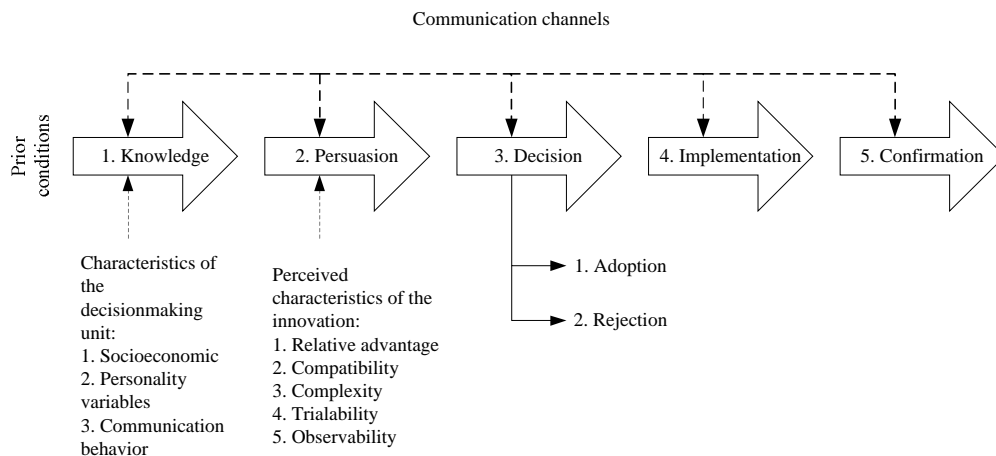 Communication channels
Prior
conditions
1. Knowledge
2. Persuasion
3. Decision
4. Implementation
5. Confirmation
Characteristics of
the
decisionmaking
unit:
1. Socioeconomic
2. Personality
variables
3. Communication
behavior
Perceived
characteristics of the
innovation:
1. Relative advantage
2. Compatibility
3. Complexity
4. Trialability
5. Observability
1. Adoption
2. Rejection